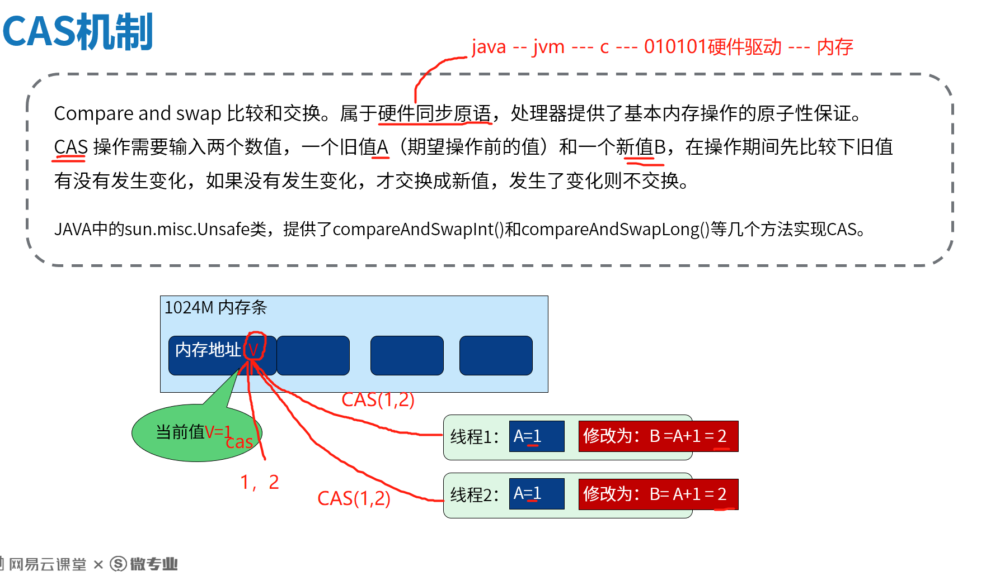 CAS机制
java -- jvm --- c --- 010101硬件驱动 --- 内存
Compare and swap 比较和交换。属于硬件同步原语，处理器提供了基本内存操作的原子性保证。
CAS 操作需要输入两个数值，一个旧值A（期望操作前的值）和一个新值B，在操作期间先比较下旧值
有没有发生变化，如果没有发生变化，才交换成新值，发生了变化则不交换。
JAVA中的sun.misc.Unsafe类，提供了compareAndSwapInt()和compareAndSwapLong()等几个方法实现CAS。
1024M 内存条
内存地址 V
CAS(1,2)
当前值V=1
cas
线程1：
A=1
修改为：B =A+1 = 2
1，2
CAS(1,2)
线程2：
A=1
修改为：B= A+1 = 2
网易云课堂 × S 微专业